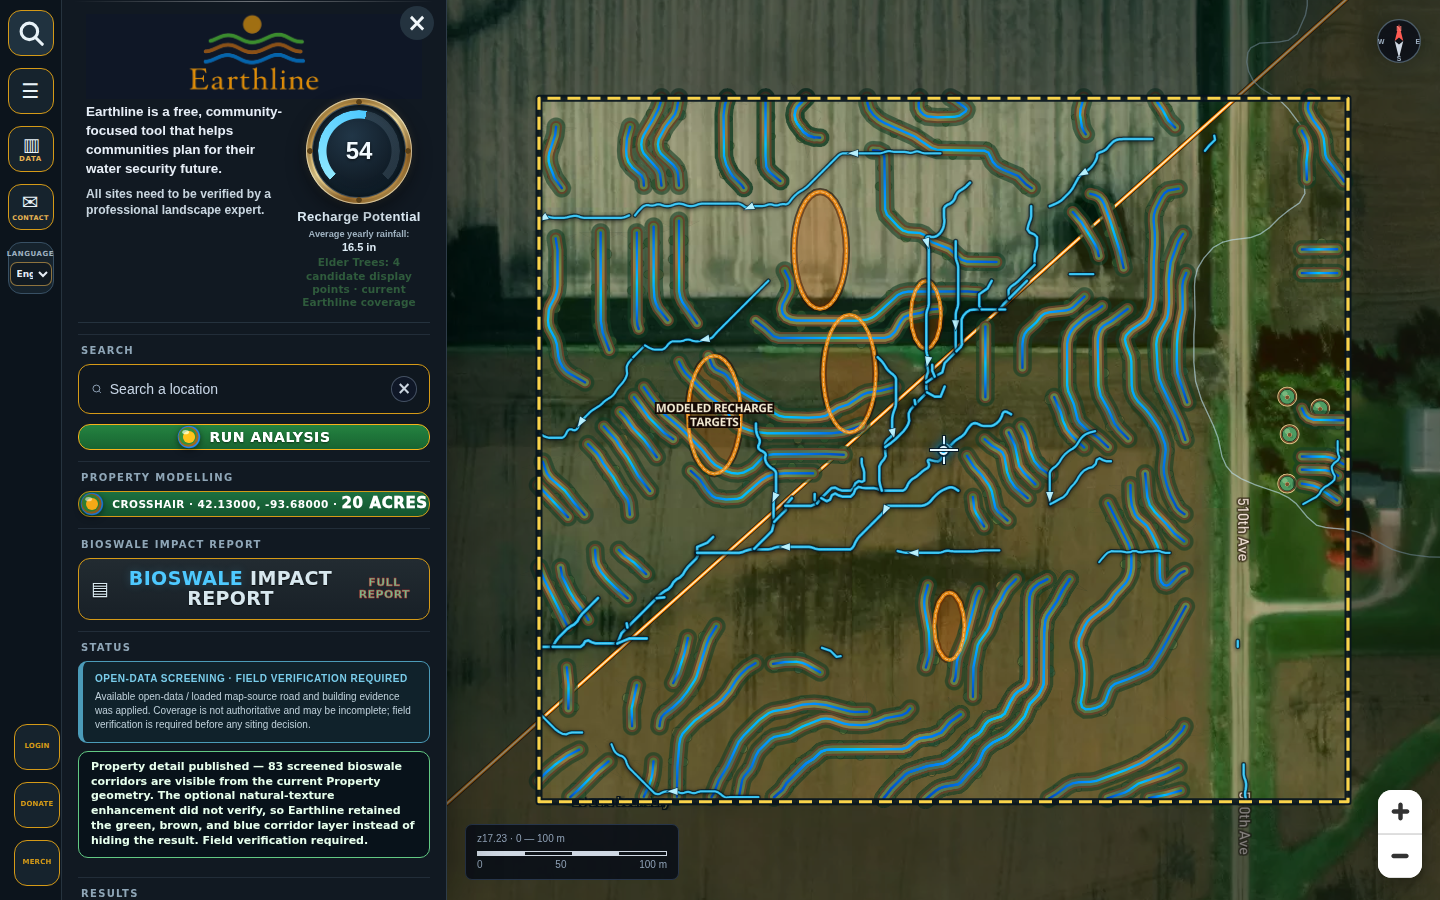 Earthline
Earthline is a free, community-
focused tool that helps
communities plan for their
water security future.
All sites need to be verified by a
professional landscape expert.
54
Recharge Potential
Average yearly rainfall:
16.5 in
Elder Trees: 4
candidate display
points · current
Earthline coverage
DATA
CONTACT
LANGUAGE
Eng
LOGIN
DONATE
MERCH
SEARCH
Search a location
RUN ANALYSIS
PROPERTY MODELLING
CROSSHAIR · 42.13000, -93.68000 · 20 ACRES
BIOSWALE IMPACT REPORT
BIOSWALE IMPACT
REPORT
FULL
REPORT
STATUS
OPEN-DATA SCREENING · FIELD VERIFICATION REQUIRED
Available open-data / loaded map-source road and building evidence
was applied. Coverage is not authoritative and may be incomplete; field
verification is required before any siting decision.
Property detail published — 83 screened bioswale
corridors are visible from the current Property
geometry. The optional natural-texture
enhancement did not verify, so Earthline retained
the green, brown, and blue corridor layer instead of
hiding the result. Field verification required.
RESULTS
MODELED RECHARGE
TARGETS
510th Ave
0th Ave
N
W
E
S
z17.23 · 0 — 100 m
0 50 100 m